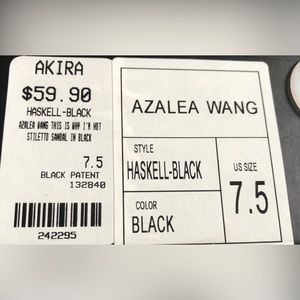 AKIRA
$59.90
HASKELL-BLACK
AZALEA WANG THIS IS WHY I'M HOT
STILETTO SANDAL IN BLACK
7.5
BLACK PATENT
132840
242295
AZALEA WANG
STYLE
HASKELL-BLACK
COLOR
BLACK
US SIZE
7.5